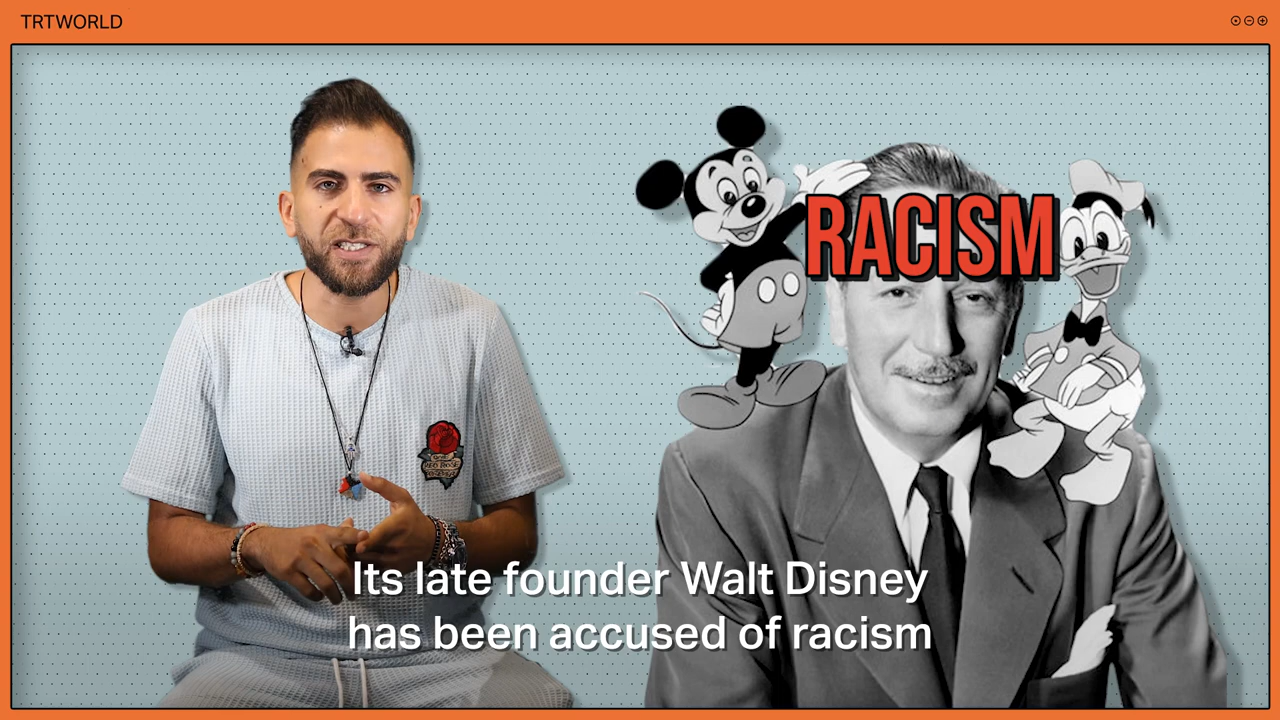 TRTWORLD
RACISM
Its late founder Walt Disney
has been accused of racism